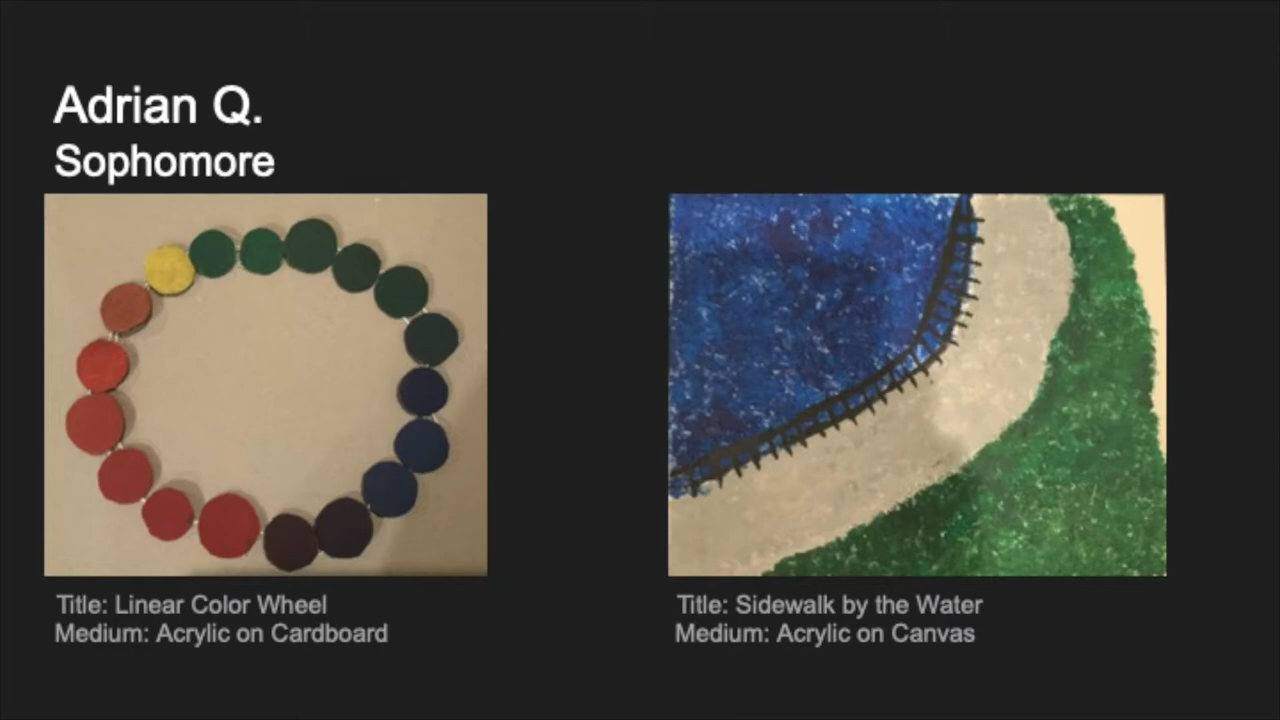 Adrian Q.
Sophomore
Title: Linear Color Wheel
Medium: Acrylic on Cardboard
Title: Sidewalk by the Water
Medium: Acrylic on Canvas